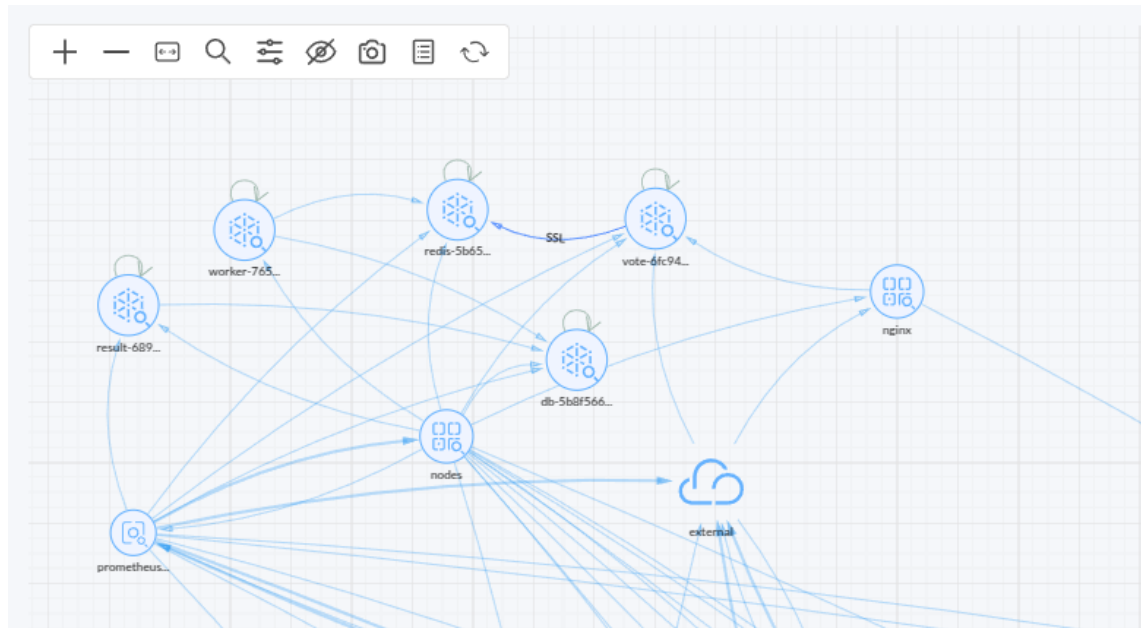 redis-5b65...
SSL
vote-6fc94...
worker-765...
nginx
result-689...
db-5b8f566...
nodes
external
prometheus...